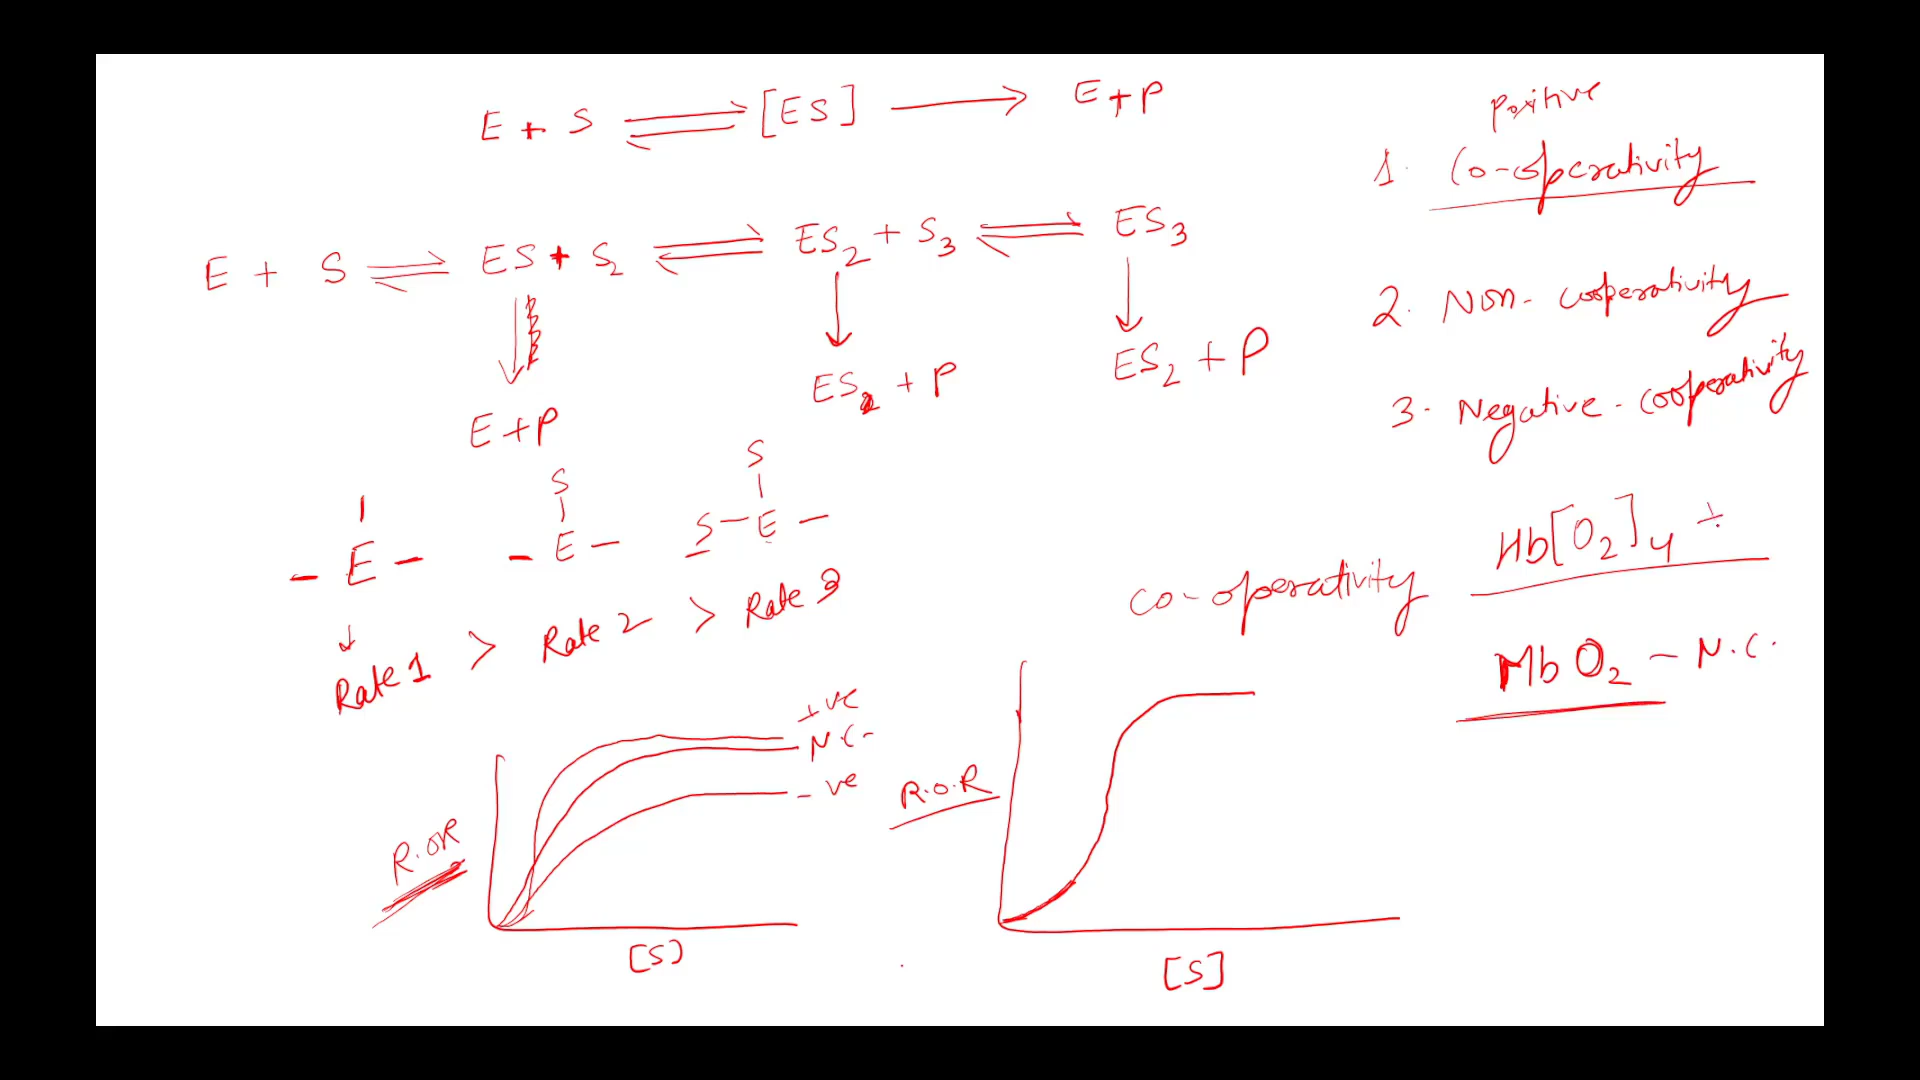 E + S ⇌ [ES] → E + P
Positive
1. Co-operativity
2. Non-cooperativity
3. Negative-cooperativity
E + S ⇌ ES + S2 ⇌ ES2 + S3 ⇌ ES3
E + P
ES2 + P
ES2 + P
- E -
S
- E -
S
S - E -
Rate 1 > Rate 2 > Rate 3
co-operativity
Hb[O2]4 +
MbO2 - N.C.
R.OR
+ve
N.C-
-ve
[S]
R.O.R
[S]